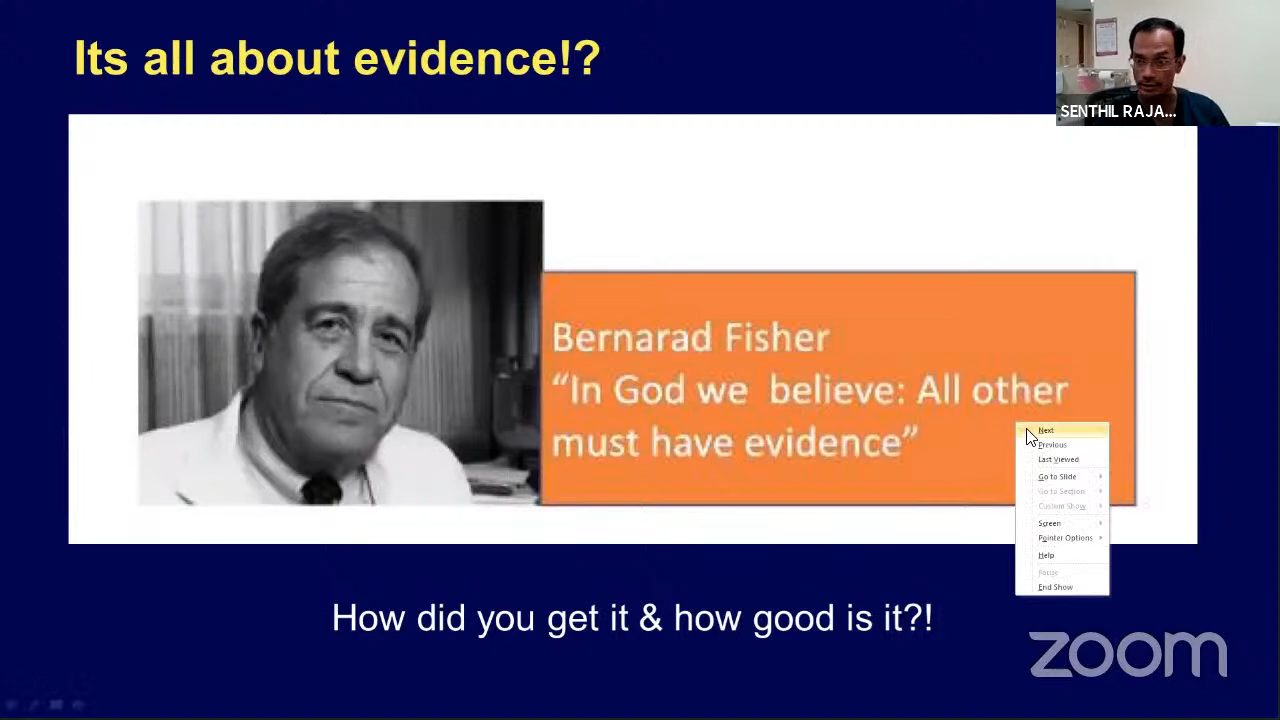 Its all about evidence!?
SENTHIL RAJA...
Bernarad Fisher
“In God we believe: All other
must have evidence”
Next
Previous
Last Viewed
Go to Slide
Go to Section
Custom Show
Screen
Pointer Options
Help
Pause
End Show
How did you get it & how good is it?!
zoom